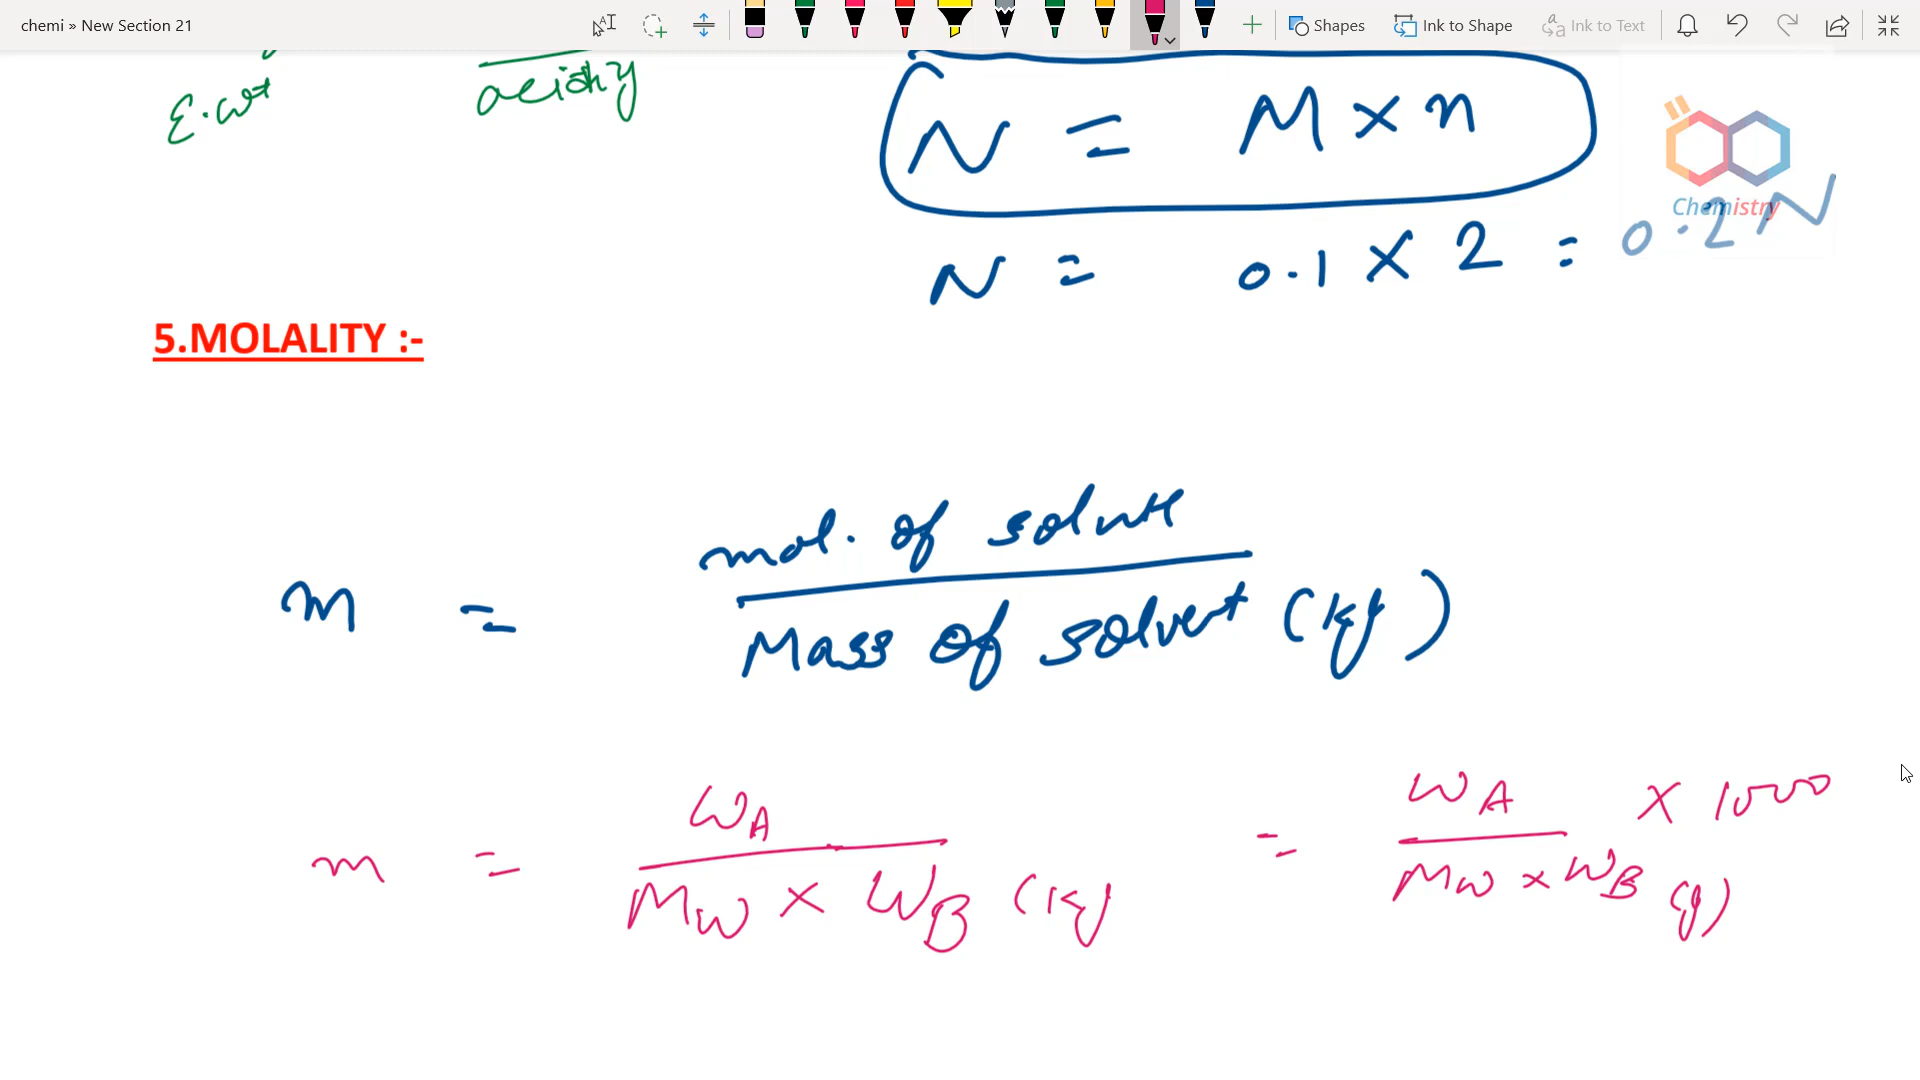 chemi » New Section 21
Shapes
Ink to Shape
Ink to Text
E.wt
acidity
N = M × n
Chemistry
N = 0.1 × 2 = 0.2 N
5.MOLALITY :-
mol. of solute
m =
Mass of solvent (kg)
WA
m = =
MW × WB (kg
WA × 1000
MW × WB (g)